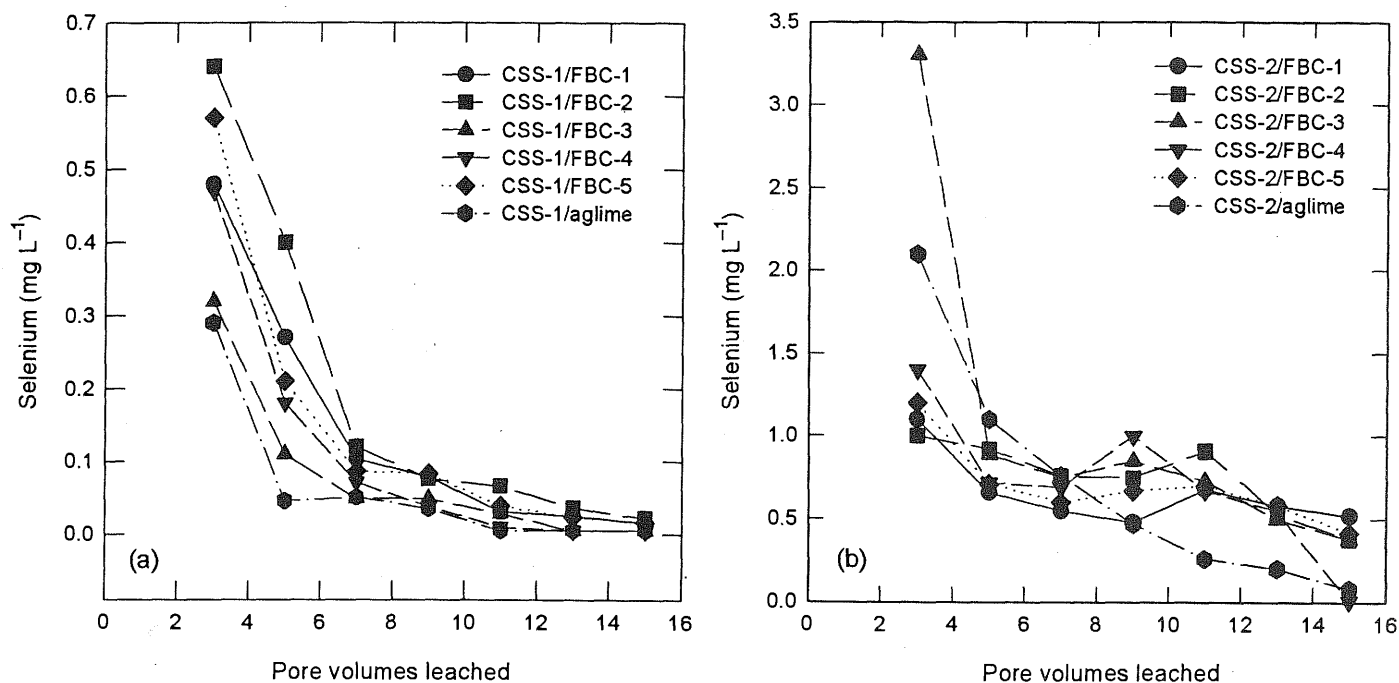 0.7
0.6
0.5
0.4
0.3
0.2
0.1
0.0
Selenium (mg L⁻¹)
CSS-1/FBC-1
CSS-1/FBC-2
CSS-1/FBC-3
CSS-1/FBC-4
CSS-1/FBC-5
CSS-1/aglime
(a)
0 2 4 6 8 10 12 14 16
Pore volumes leached
3.5
3.0
2.5
2.0
1.5
1.0
0.5
0.0
Selenium (mg L⁻¹)
CSS-2/FBC-1
CSS-2/FBC-2
CSS-2/FBC-3
CSS-2/FBC-4
CSS-2/FBC-5
CSS-2/aglime
(b)
0 2 4 6 8 10 12 14 16
Pore volumes leached